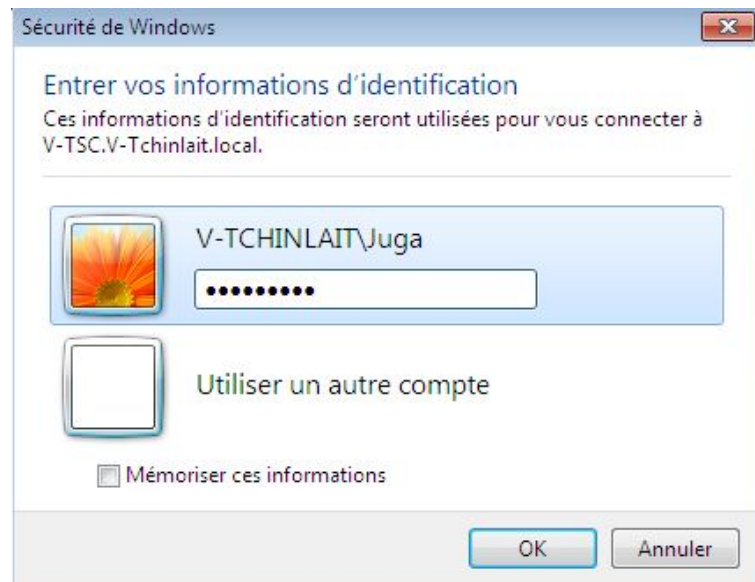 Sécurité de Windows
Entrer vos informations d'identification
Ces informations d'identification seront utilisées pour vous connecter à
V-TSC.V-Tchinlait.local.
V-TCHINLAIT\Juga
•••••••••
Utiliser un autre compte
Mémoriser ces informations
OK
Annuler